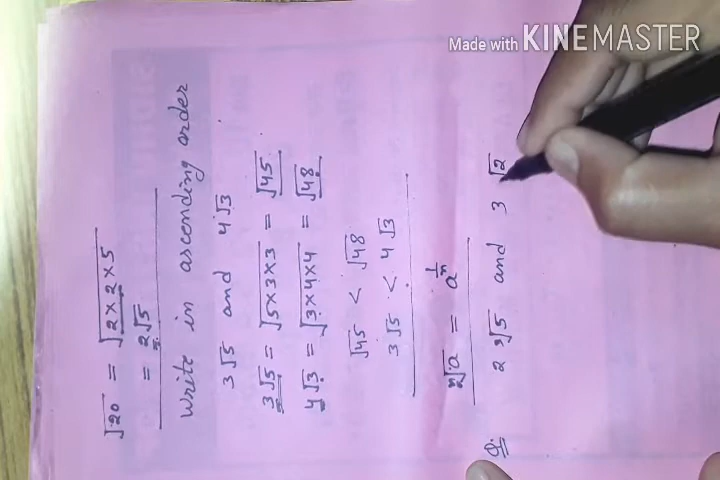 Made with KINEMASTER
√20 = √2×2×5
= 2√5
Write in ascending order
3√5 and 4√3
3√5 = √5×3×3 = √45
4√3 = √3×4×4 = √48
√45 < √48
3√5 < 4√3
ⁿ√a = a^(1/n)
Q. 2 ³√5 and 3 √2